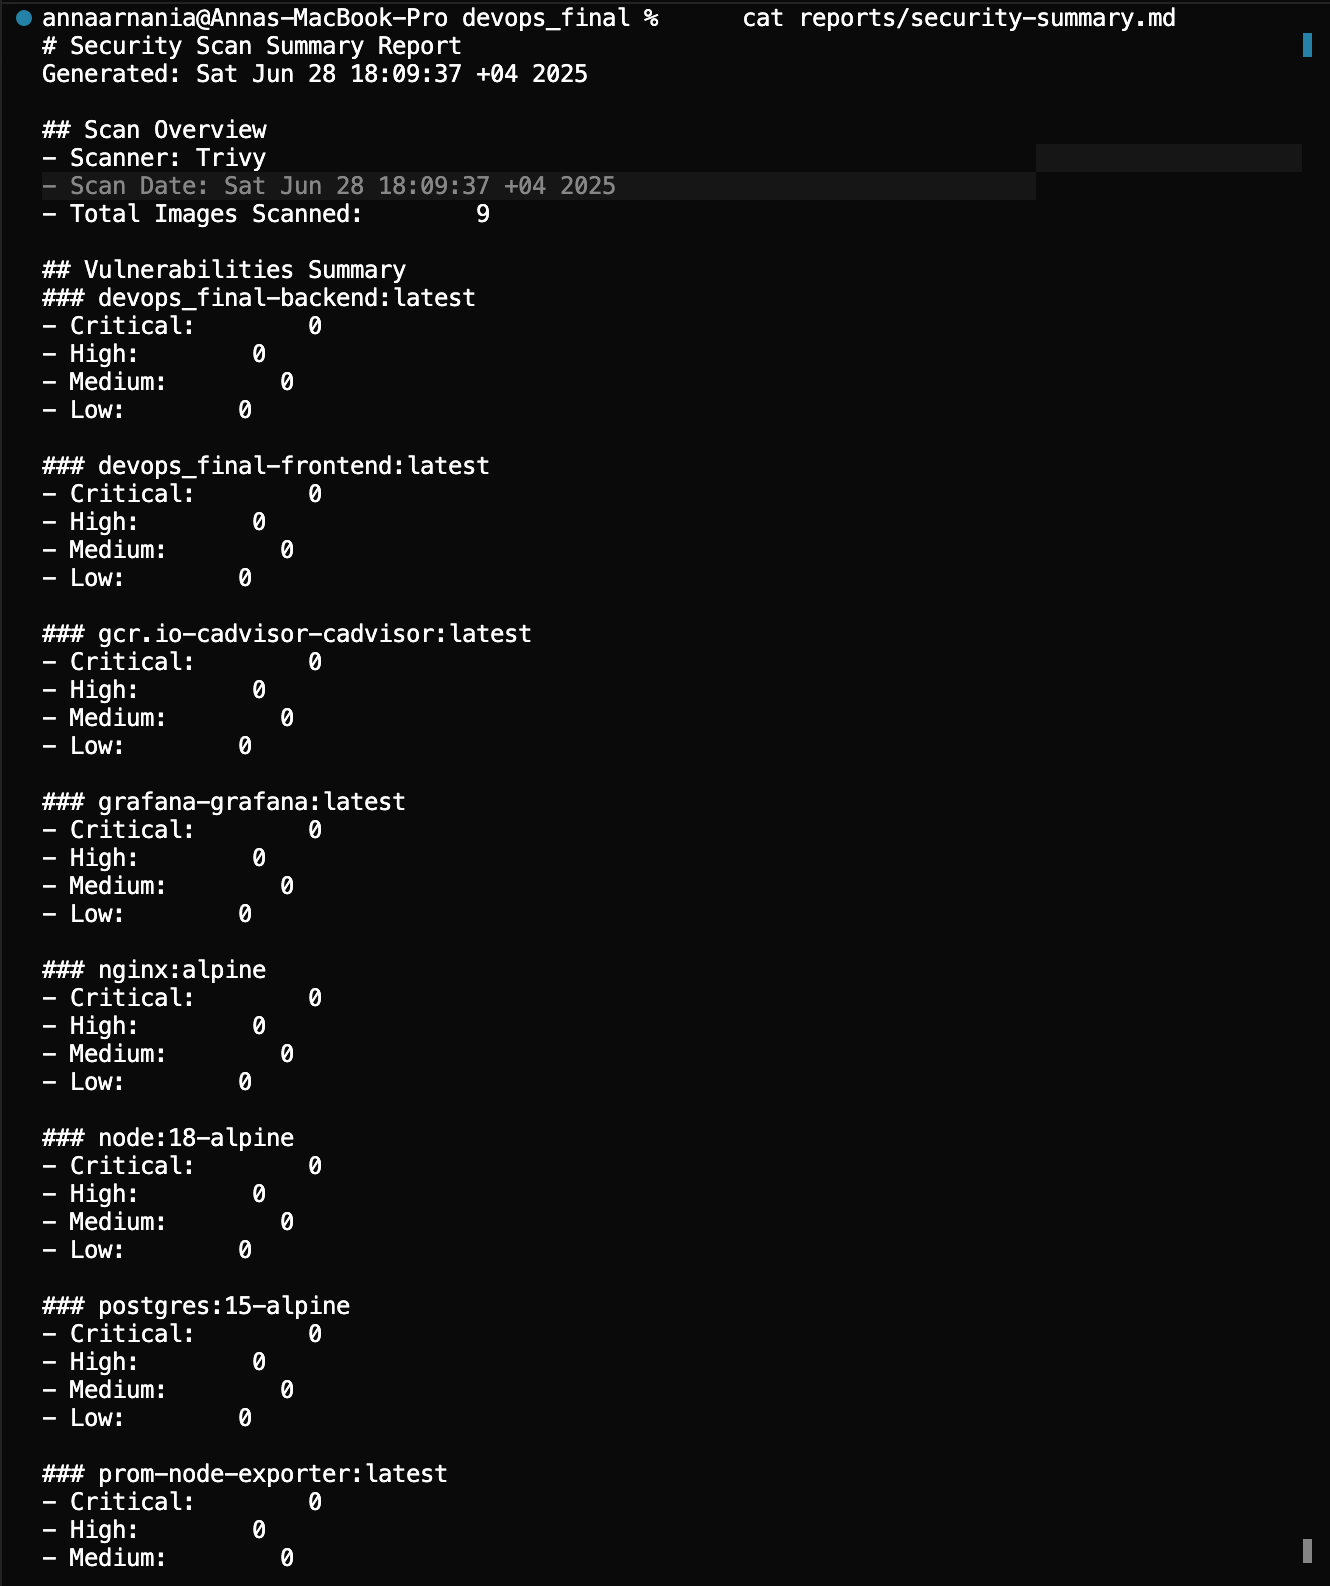 annaarnania@Annas-MacBook-Pro devops_final %      cat reports/security-summary.md
# Security Scan Summary Report
Generated: Sat Jun 28 18:09:37 +04 2025

## Scan Overview
- Scanner: Trivy
- Scan Date: Sat Jun 28 18:09:37 +04 2025
- Total Images Scanned:        9

## Vulnerabilities Summary
### devops_final-backend:latest
- Critical:        0
- High:        0
- Medium:        0
- Low:        0

### devops_final-frontend:latest
- Critical:        0
- High:        0
- Medium:        0
- Low:        0

### gcr.io-cadvisor-cadvisor:latest
- Critical:        0
- High:        0
- Medium:        0
- Low:        0

### grafana-grafana:latest
- Critical:        0
- High:        0
- Medium:        0
- Low:        0

### nginx:alpine
- Critical:        0
- High:        0
- Medium:        0
- Low:        0

### node:18-alpine
- Critical:        0
- High:        0
- Medium:        0
- Low:        0

### postgres:15-alpine
- Critical:        0
- High:        0
- Medium:        0
- Low:        0

### prom-node-exporter:latest
- Critical:        0
- High:        0
- Medium:        0